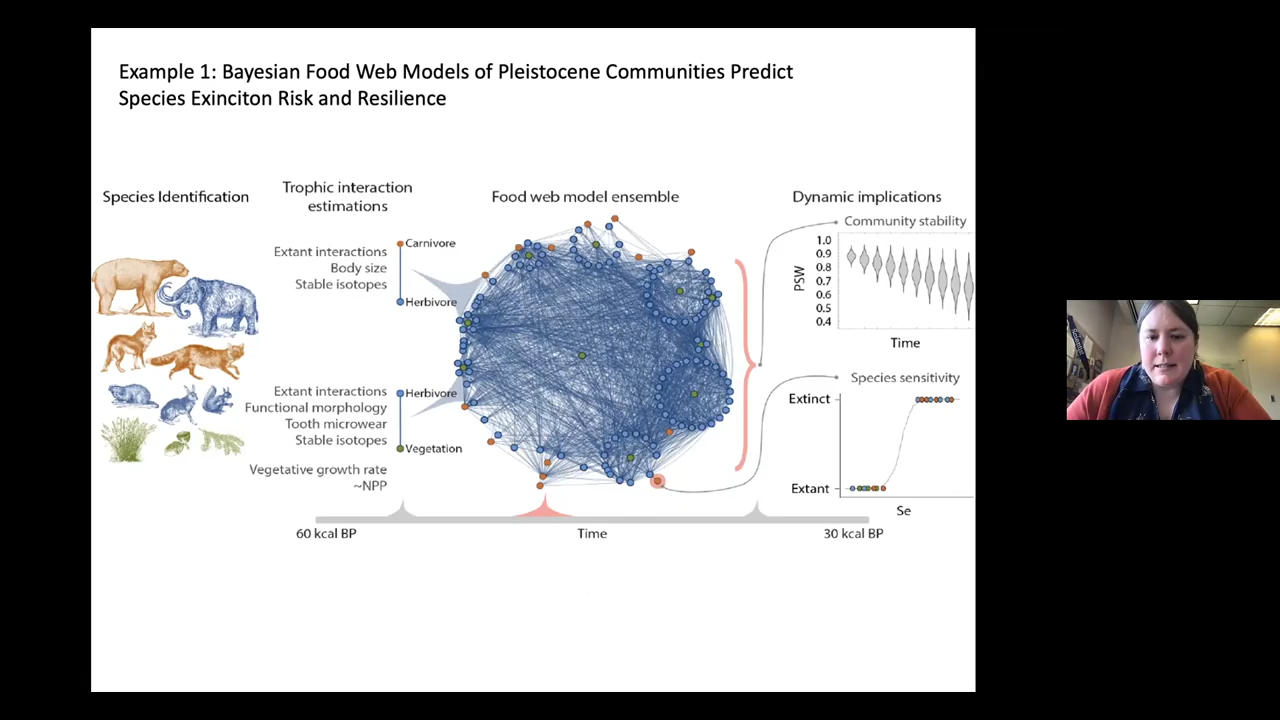 Example 1: Bayesian Food Web Models of Pleistocene Communities Predict
Species Exinciton Risk and Resilience
Species Identification
Trophic interaction
estimations
Extant interactions
Body size
Stable isotopes
Carnivore
Herbivore
Extant interactions
Functional morphology
Tooth microwear
Stable isotopes
Herbivore
Vegetation
Vegetative growth rate
~NPP
Food web model ensemble
Dynamic implications
Community stability
PSW
1.0
0.9
0.8
0.7
0.6
0.5
0.4
Time
Species sensitivity
Extinct
Extant
Se
60 kcal BP
Time
30 kcal BP